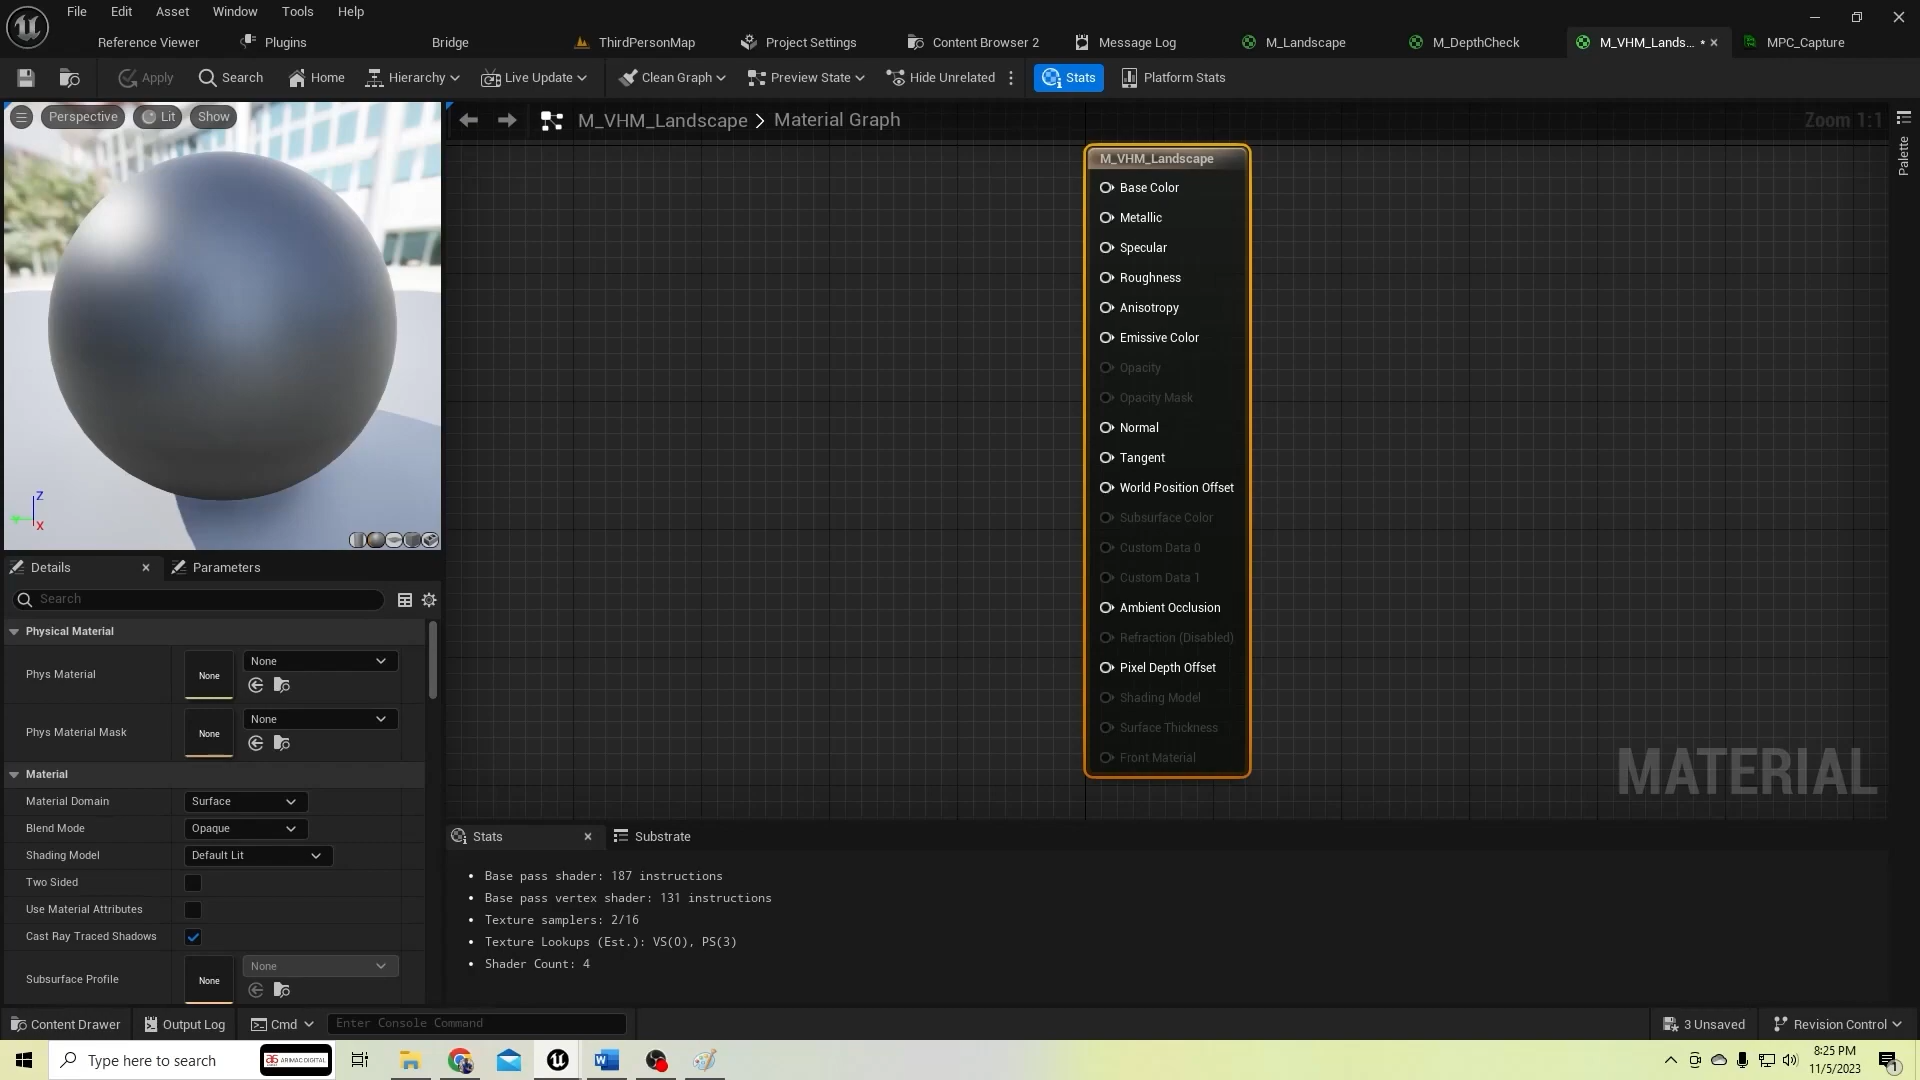 File Edit Asset Window Tools Help
Reference Viewer Plugins Bridge ThirdPersonMap Project Settings Content Browser 2 Message Log M_Landscape M_DepthCheck M_VHM_Lands... * MPC_Capture
Apply Search Home Hierarchy Live Update Clean Graph Preview State Hide Unrelated Stats Platform Stats
Perspective Lit Show
M_VHM_Landscape > Material Graph
Zoom 1:1
Palette
M_VHM_Landscape
Base Color
Metallic
Specular
Roughness
Anisotropy
Emissive Color
Opacity
Opacity Mask
Normal
Tangent
World Position Offset
Subsurface Color
Custom Data 0
Custom Data 1
Ambient Occlusion
Refraction (Disabled)
Pixel Depth Offset
Shading Model
Surface Thickness
Front Material
MATERIAL
Z
X
Details Parameters
Search
Physical Material
Phys Material None None
Phys Material Mask None None
Material
Material Domain Surface
Blend Mode Opaque
Shading Model Default Lit
Two Sided
Use Material Attributes
Cast Ray Traced Shadows
Subsurface Profile None None
Stats Substrate
• Base pass shader: 187 instructions
• Base pass vertex shader: 131 instructions
• Texture samplers: 2/16
• Texture Lookups (Est.): VS(0), PS(3)
• Shader Count: 4
Content Drawer Output Log Cmd Enter Console Command 3 Unsaved Revision Control
Type here to search ARIMAC DIGITAL
8:25 PM
11/5/2023
1